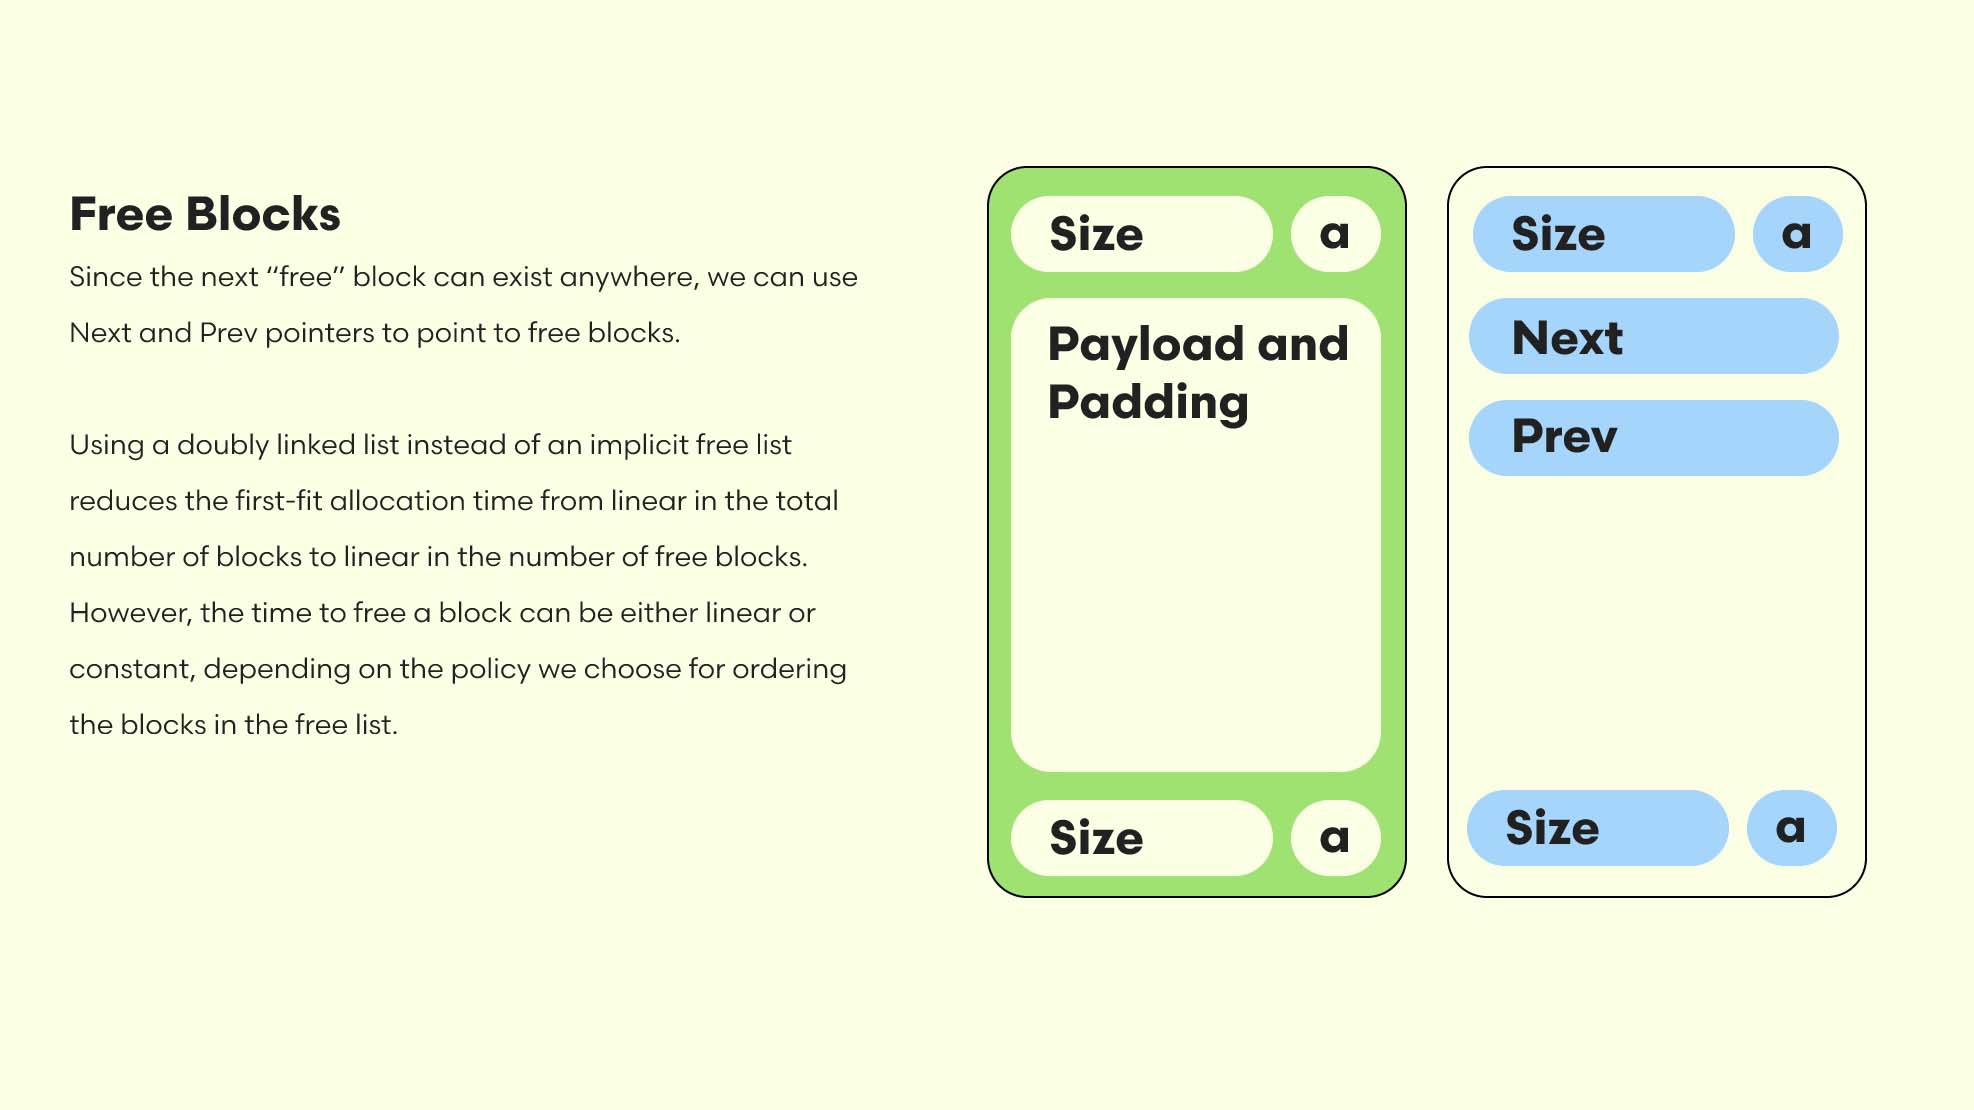 Free Blocks
Since the next “free” block can exist anywhere, we can use
Next and Prev pointers to point to free blocks.
Using a doubly linked list instead of an implicit free list
reduces the first-fit allocation time from linear in the total
number of blocks to linear in the number of free blocks.
However, the time to free a block can be either linear or
constant, depending on the policy we choose for ordering
the blocks in the free list.
Size a
Payload and
Padding
Size a
Size a
Next
Prev
Size a